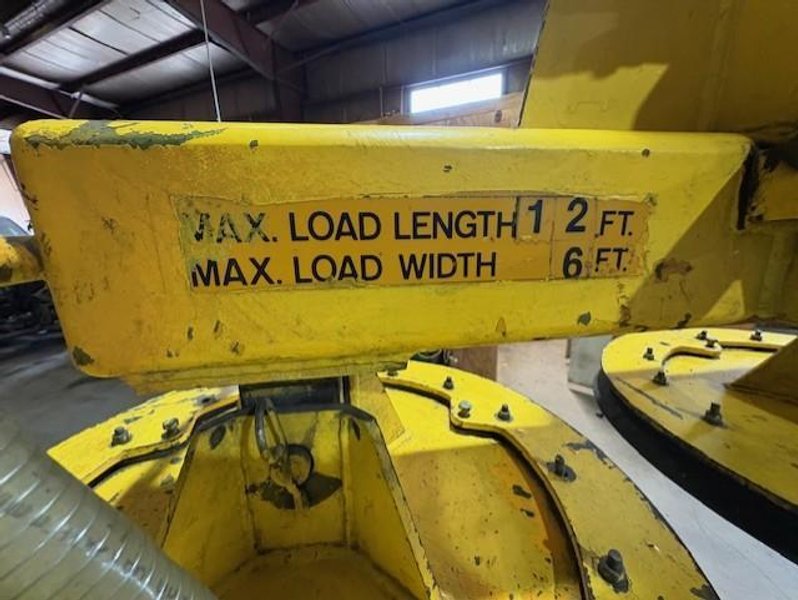 MAX. LOAD LENGTH 12 FT.
MAX. LOAD WIDTH 6 FT.